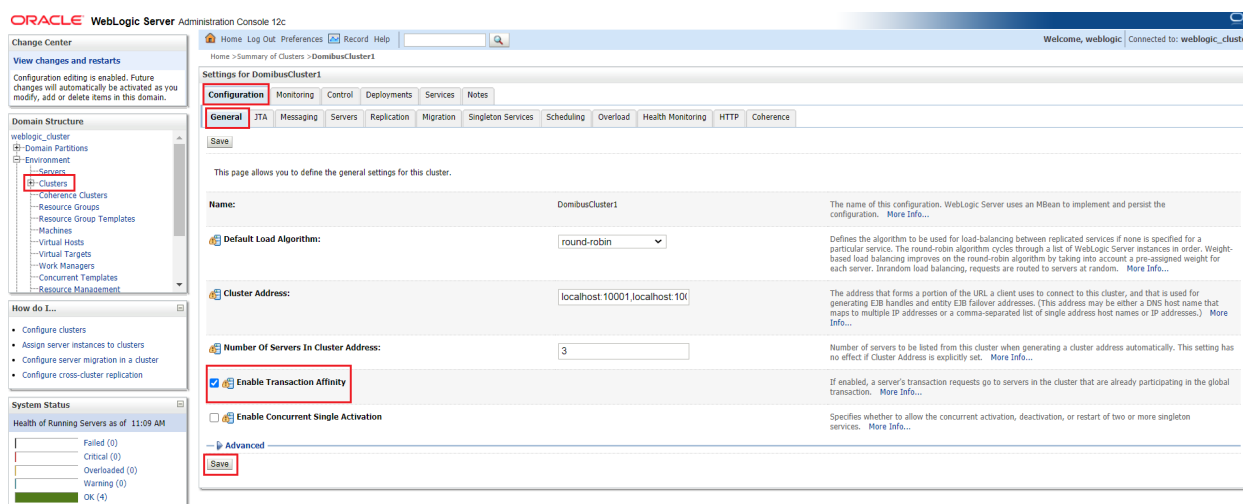 ORACLE WebLogic Server Administration Console 12c
Change Center
View changes and restarts
Configuration editing is enabled. Future
changes will automatically be activated as you
modify, add or delete items in this domain.
Domain Structure
weblogic_cluster
Domain Partitions
Environment
Servers
Clusters
Coherence Clusters
Resource Groups
Resource Group Templates
Machines
Virtual Hosts
Virtual Targets
Work Managers
Concurrent Templates
Resource Management
How do I...
Configure clusters
Assign server instances to clusters
Configure server migration in a cluster
Configure cross-cluster replication
System Status
Health of Running Servers as of 11:09 AM
Failed (0)
Critical (0)
Overloaded (0)
Warning (0)
OK (4)
Home Log Out Preferences Record Help
Welcome, weblogic Connected to: weblogic_cluste
Home >Summary of Clusters >DomibusCluster1
Settings for DomibusCluster1
Configuration Monitoring Control Deployments Services Notes
General JTA Messaging Servers Replication Migration Singleton Services Scheduling Overload Health Monitoring HTTP Coherence
Save
This page allows you to define the general settings for this cluster.
Name:
DomibusCluster1
The name of this configuration. WebLogic Server uses an MBean to implement and persist the
configuration. More Info...
Default Load Algorithm:
round-robin
Defines the algorithm to be used for load-balancing between replicated services if none is specified for a
particular service. The round-robin algorithm cycles through a list of WebLogic Server instances in order. Weight-
based load balancing improves on the round-robin algorithm by taking into account a pre-assigned weight for
each server. Inrandom load balancing, requests are routed to servers at random. More Info...
Cluster Address:
localhost:10001,localhost:100
The address that forms a portion of the URL a client uses to connect to this cluster, and that is used for
generating EJB handles and entity EJB failover addresses. (This address may be either a DNS host name that
maps to multiple IP addresses or a comma-separated list of single address host names or IP addresses.) More
Info...
Number Of Servers In Cluster Address:
3
Number of servers to be listed from this cluster when generating a cluster address automatically. This setting has
no effect if Cluster Address is explicitly set. More Info...
Enable Transaction Affinity
If enabled, a server's transaction requests go to servers in the cluster that are already participating in the global
transaction. More Info...
Enable Concurrent Single Activation
Specifies whether to allow the concurrent activation, deactivation, or restart of two or more singleton
services. More Info...
Advanced
Save